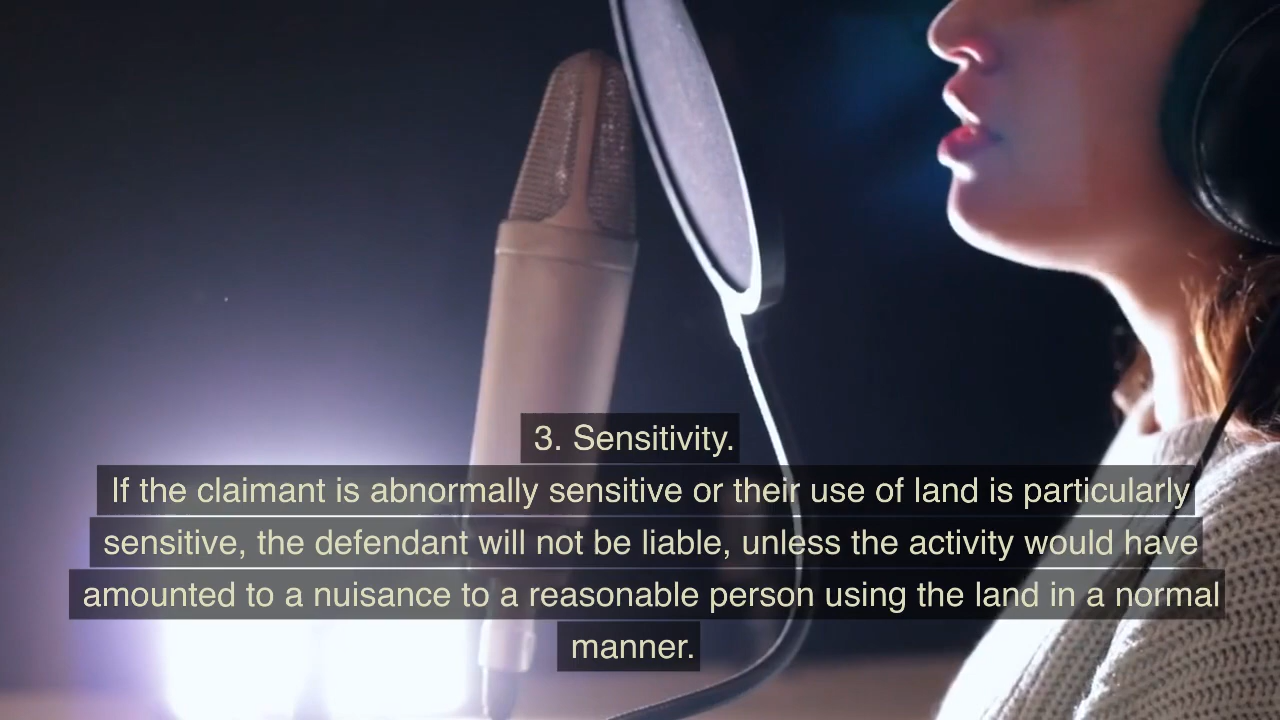 3. Sensitivity.
If the claimant is abnormally sensitive or their use of land is particularly
sensitive, the defendant will not be liable, unless the activity would have
amounted to a nuisance to a reasonable person using the land in a normal
manner.